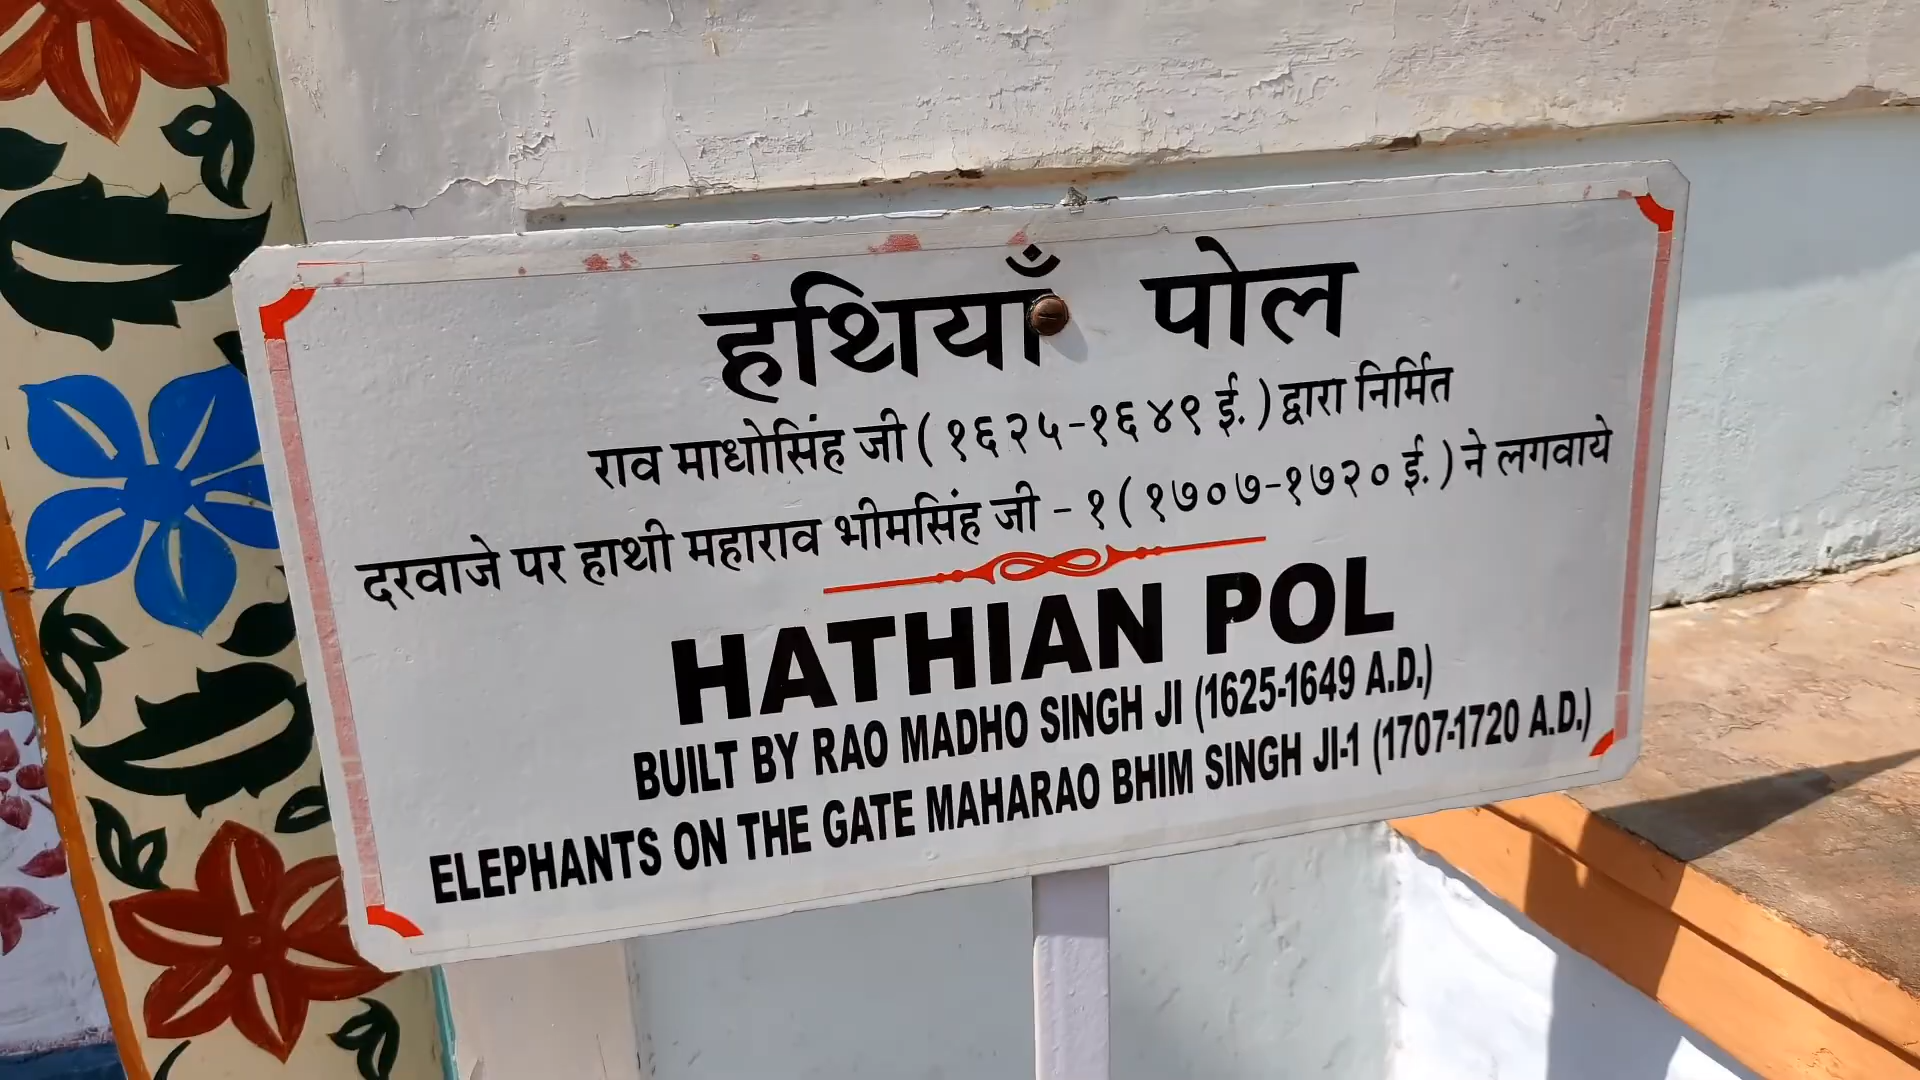 हथियाँ पोल
राव माधोसिंह जी ( १६२५-१६४९ ई. ) द्वारा निर्मित
दरवाजे पर हाथी महाराव भीमसिंह जी - १ ( १७०७-१७२० ई. ) ने लगवाये
HATHIAN POL
BUILT BY RAO MADHO SINGH JI (1625-1649 A.D.)
ELEPHANTS ON THE GATE MAHARAO BHIM SINGH JI-1 (1707-1720 A.D.)